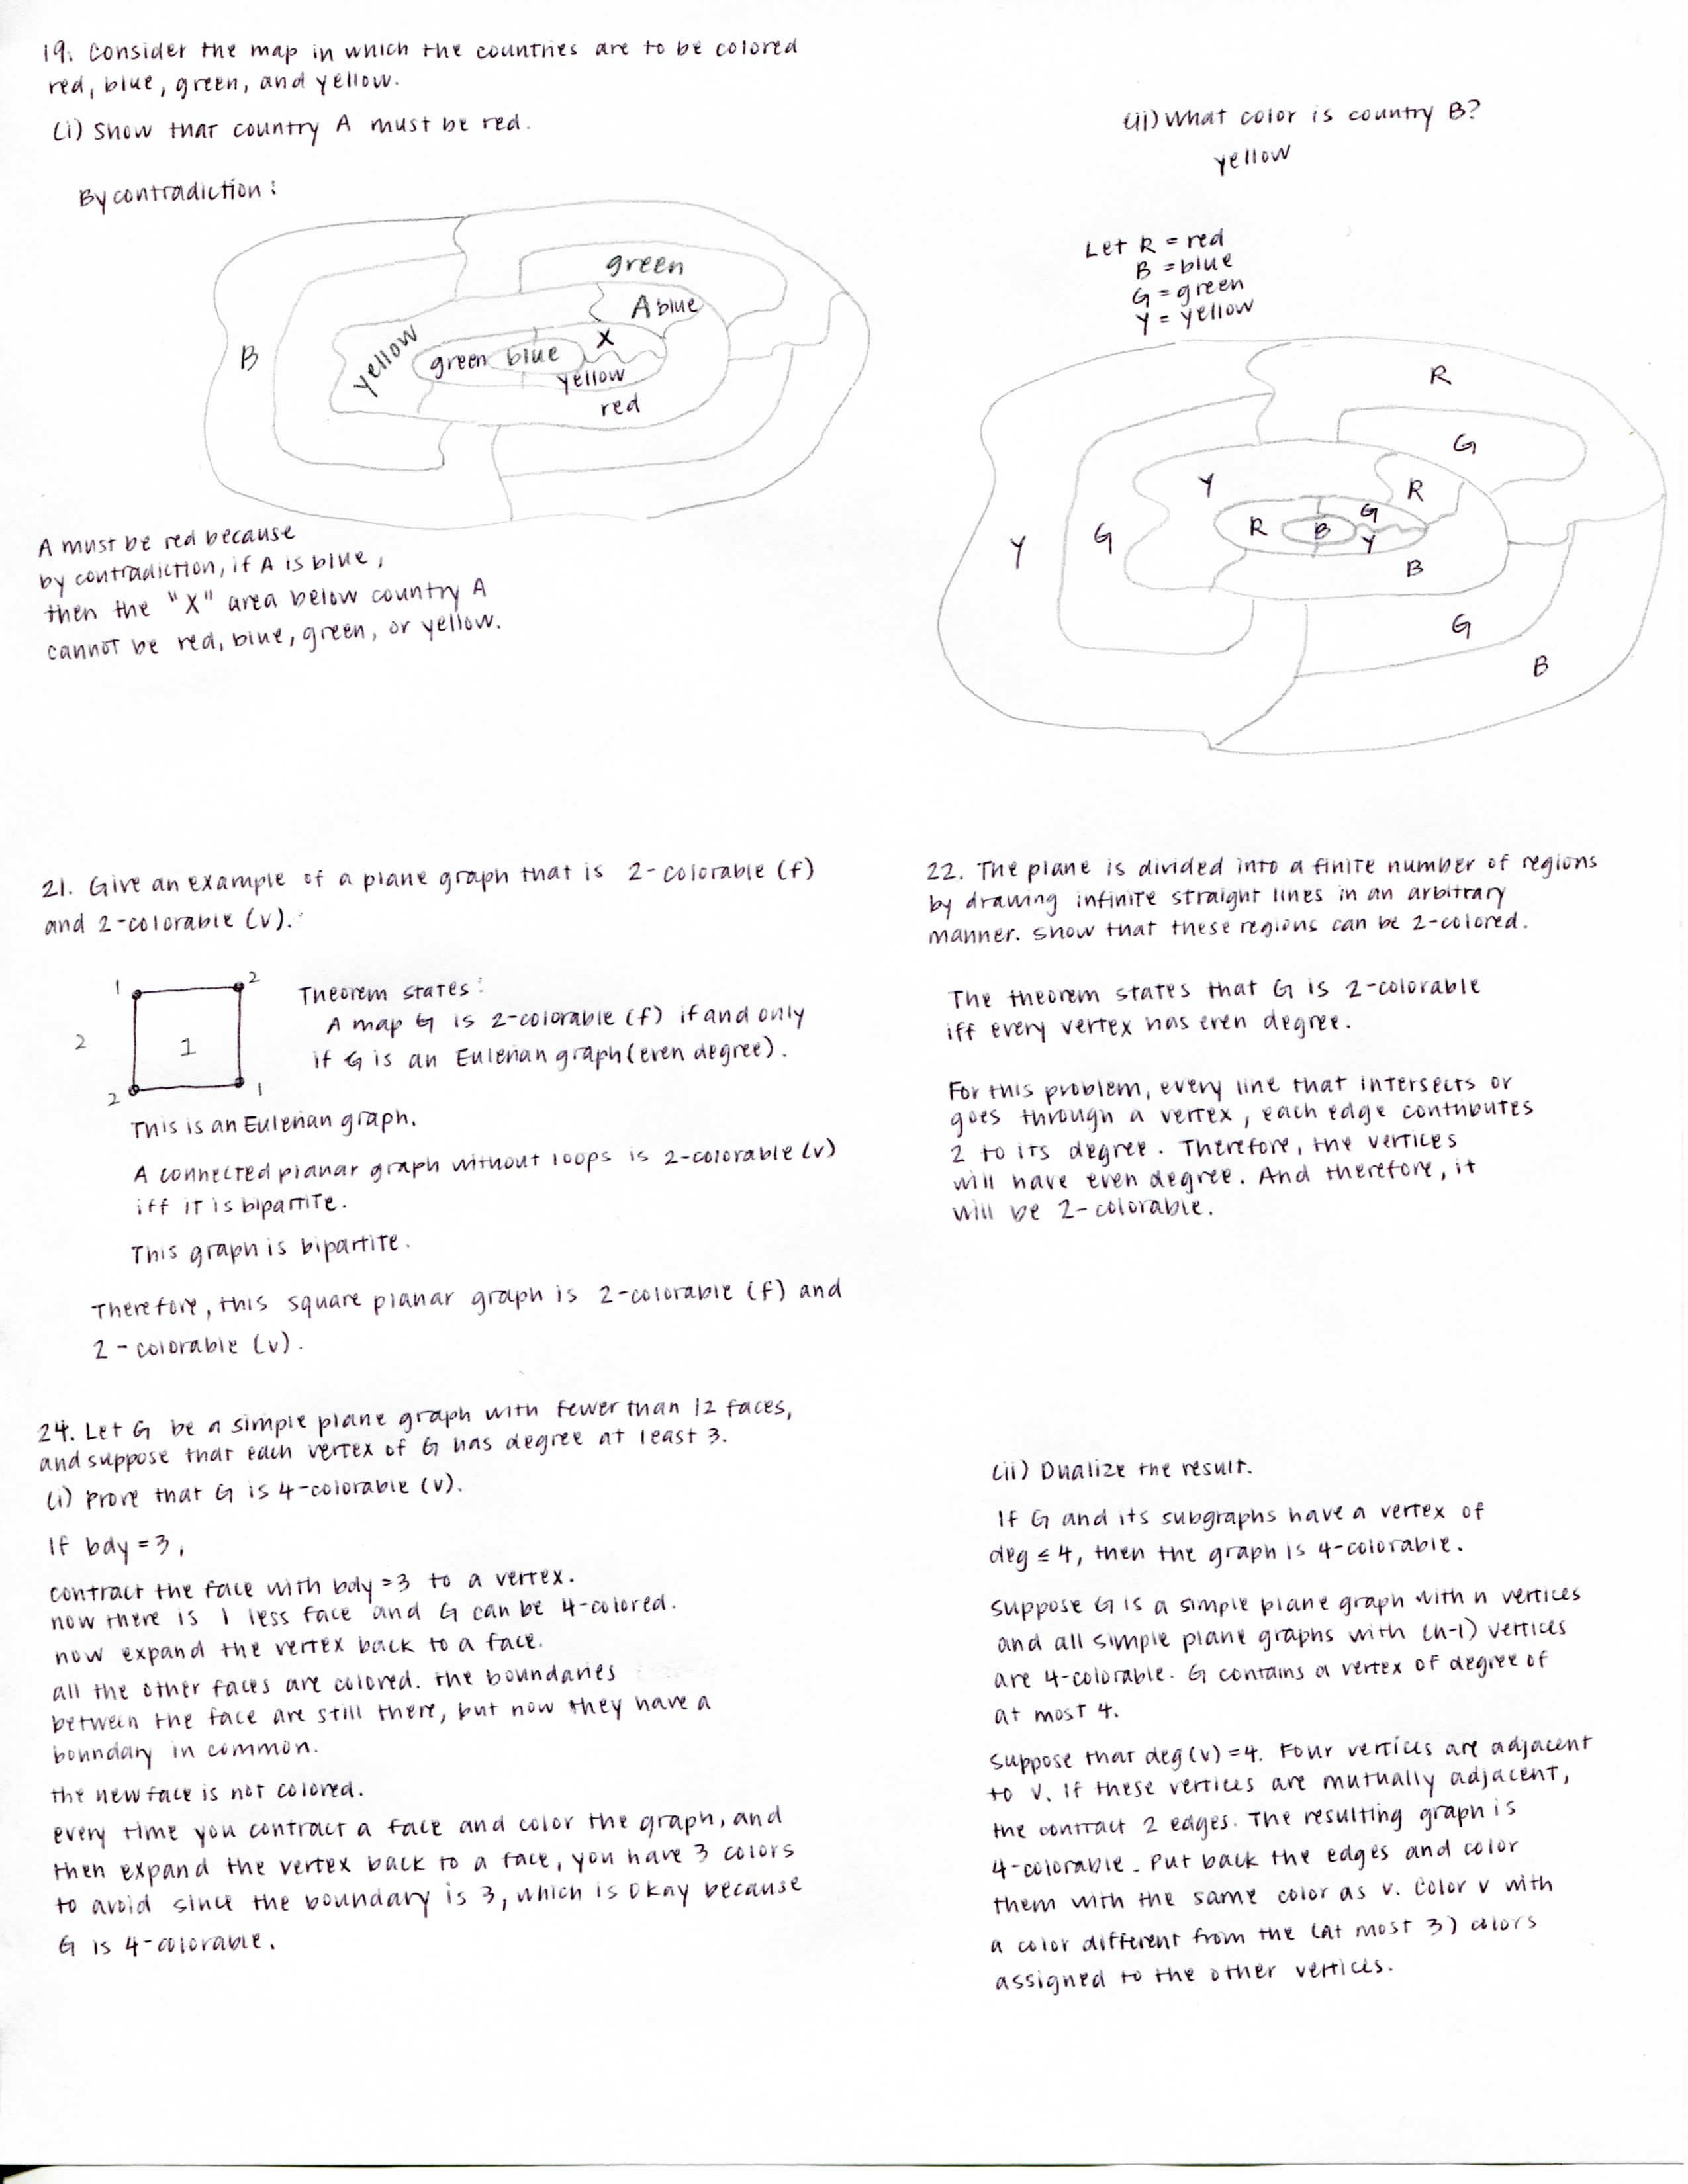 19. Consider the map in which the countries are to be colored
red, blue, green, and yellow.
(i) Show that country A must be red.
By contradiction:
green
A blue
X
yellow
green blue
yellow
red
B
A must be red because
by contradiction, if A is blue,
then the "X" area below country A
cannot be red, blue, green, or yellow.
(ii) What color is country B?
yellow
Let R = red
B = blue
G = green
Y = yellow
R
G
Y
R
G
R
B
Y
G
Y
B
G
B
21. Give an example of a plane graph that is 2-colorable (f)
and 2-colorable (v).
1
2
2
1
2
1
Theorem states:
A map G is 2-colorable (f) if and only
if G is an Eulerian graph (even degree).
This is an Eulerian graph.
A connected planar graph without loops is 2-colorable (v)
iff it is bipartite.
This graph is bipartite.
Therefore, this square planar graph is 2-colorable (f) and
2-colorable (v).
22. The plane is divided into a finite number of regions
by drawing infinite straight lines in an arbitrary
manner. Show that these regions can be 2-colored.
The theorem states that G is 2-colorable
iff every vertex has even degree.
For this problem, every line that intersects or
goes through a vertex, each edge contributes
2 to its degree. Therefore, the vertices
will have even degree. And therefore, it
will be 2-colorable.
24. Let G be a simple plane graph with fewer than 12 faces,
and suppose that each vertex of G has degree at least 3.
(i) Prove that G is 4-colorable (v).
If bdy = 3,
contract the face with bdy = 3 to a vertex.
now there is 1 less face and G can be 4-colored.
now expand the vertex back to a face.
all the other faces are colored. the boundaries
between the face are still there, but now they have a
boundary in common.
the new face is not colored.
every time you contract a face and color the graph, and
then expand the vertex back to a face, you have 3 colors
to avoid since the boundary is 3, which is okay because
G is 4-colorable.
(ii) Dualize the result.
If G and its subgraphs have a vertex of
deg ≤ 4, then the graph is 4-colorable.
Suppose G is a simple plane graph with n vertices
and all simple plane graphs with (n-1) vertices
are 4-colorable. G contains a vertex of degree of
at most 4.
Suppose that deg(v) = 4. Four vertices are adjacent
to v. If these vertices are mutually adjacent,
the contract 2 edges. The resulting graph is
4-colorable. Put back the edges and color
them with the same color as v. Color v with
a color different from the (at most 3) colors
assigned to the other vertices.